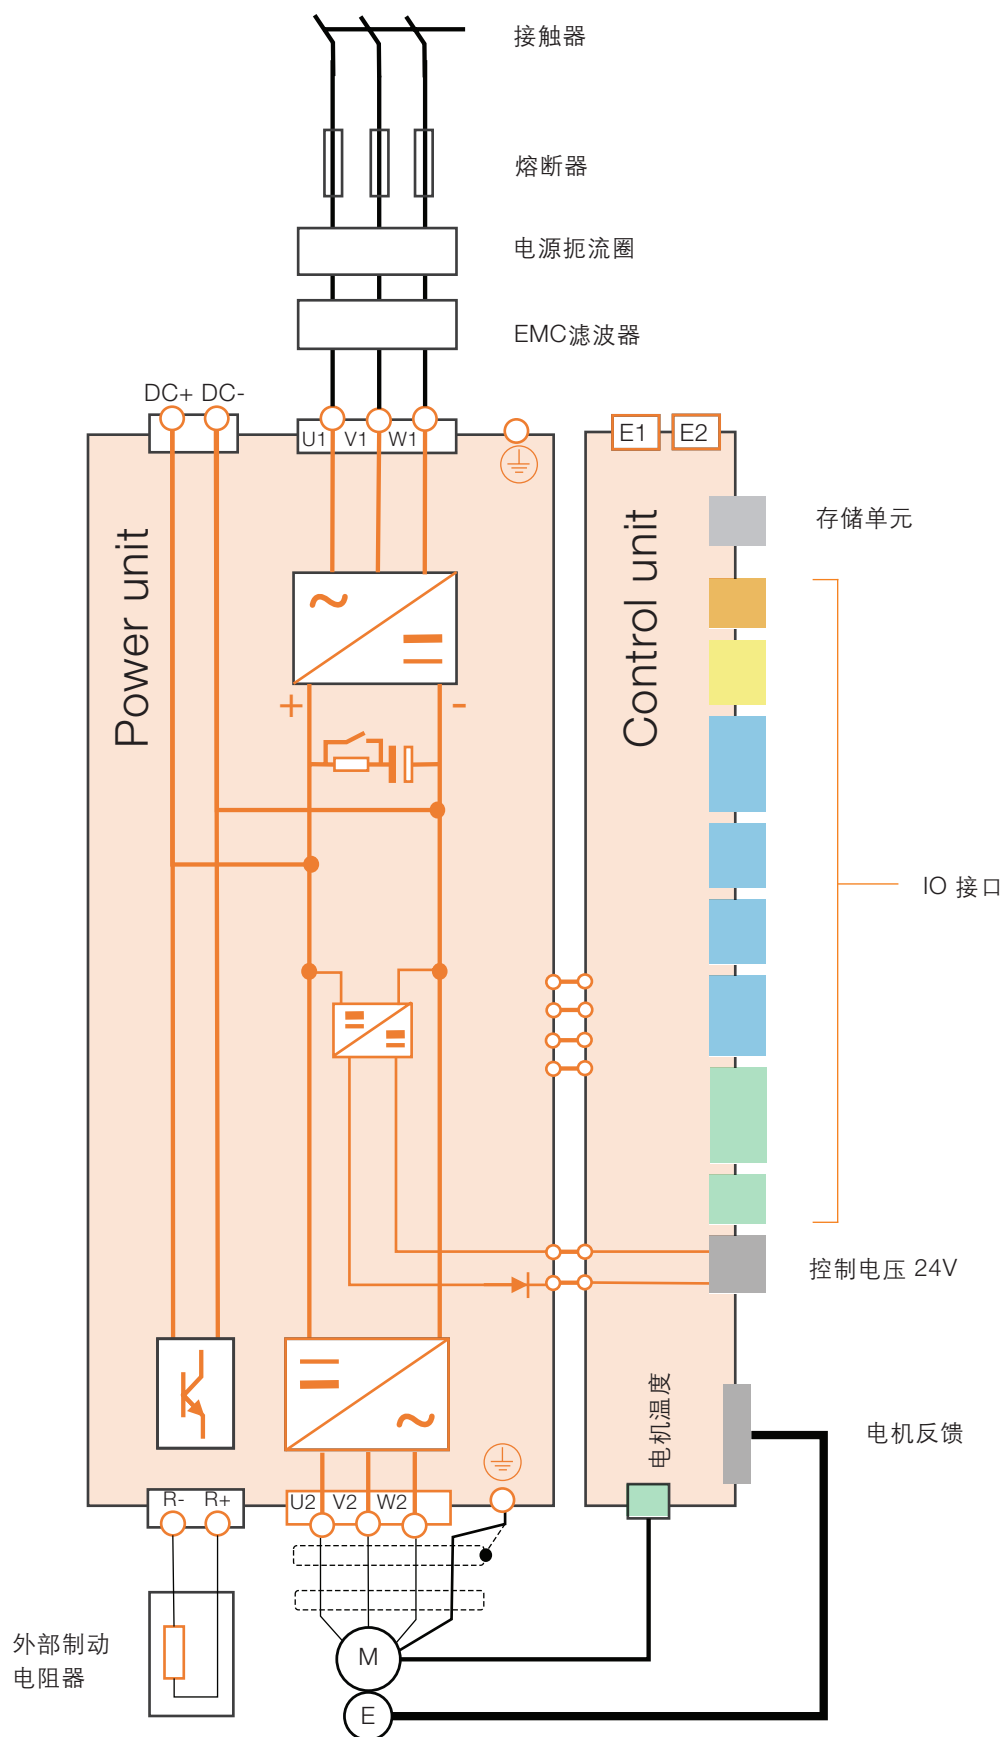 接触器
熔断器
电源扼流圈
EMC滤波器
DC+ DC-
U1 V1 W1
E1 E2
Power unit
Control unit
存储单元
+ -
IO 接口
控制电压 24V
电机温度
电机反馈
R- R+
U2 V2 W2
外部制动
电阻器
M
E